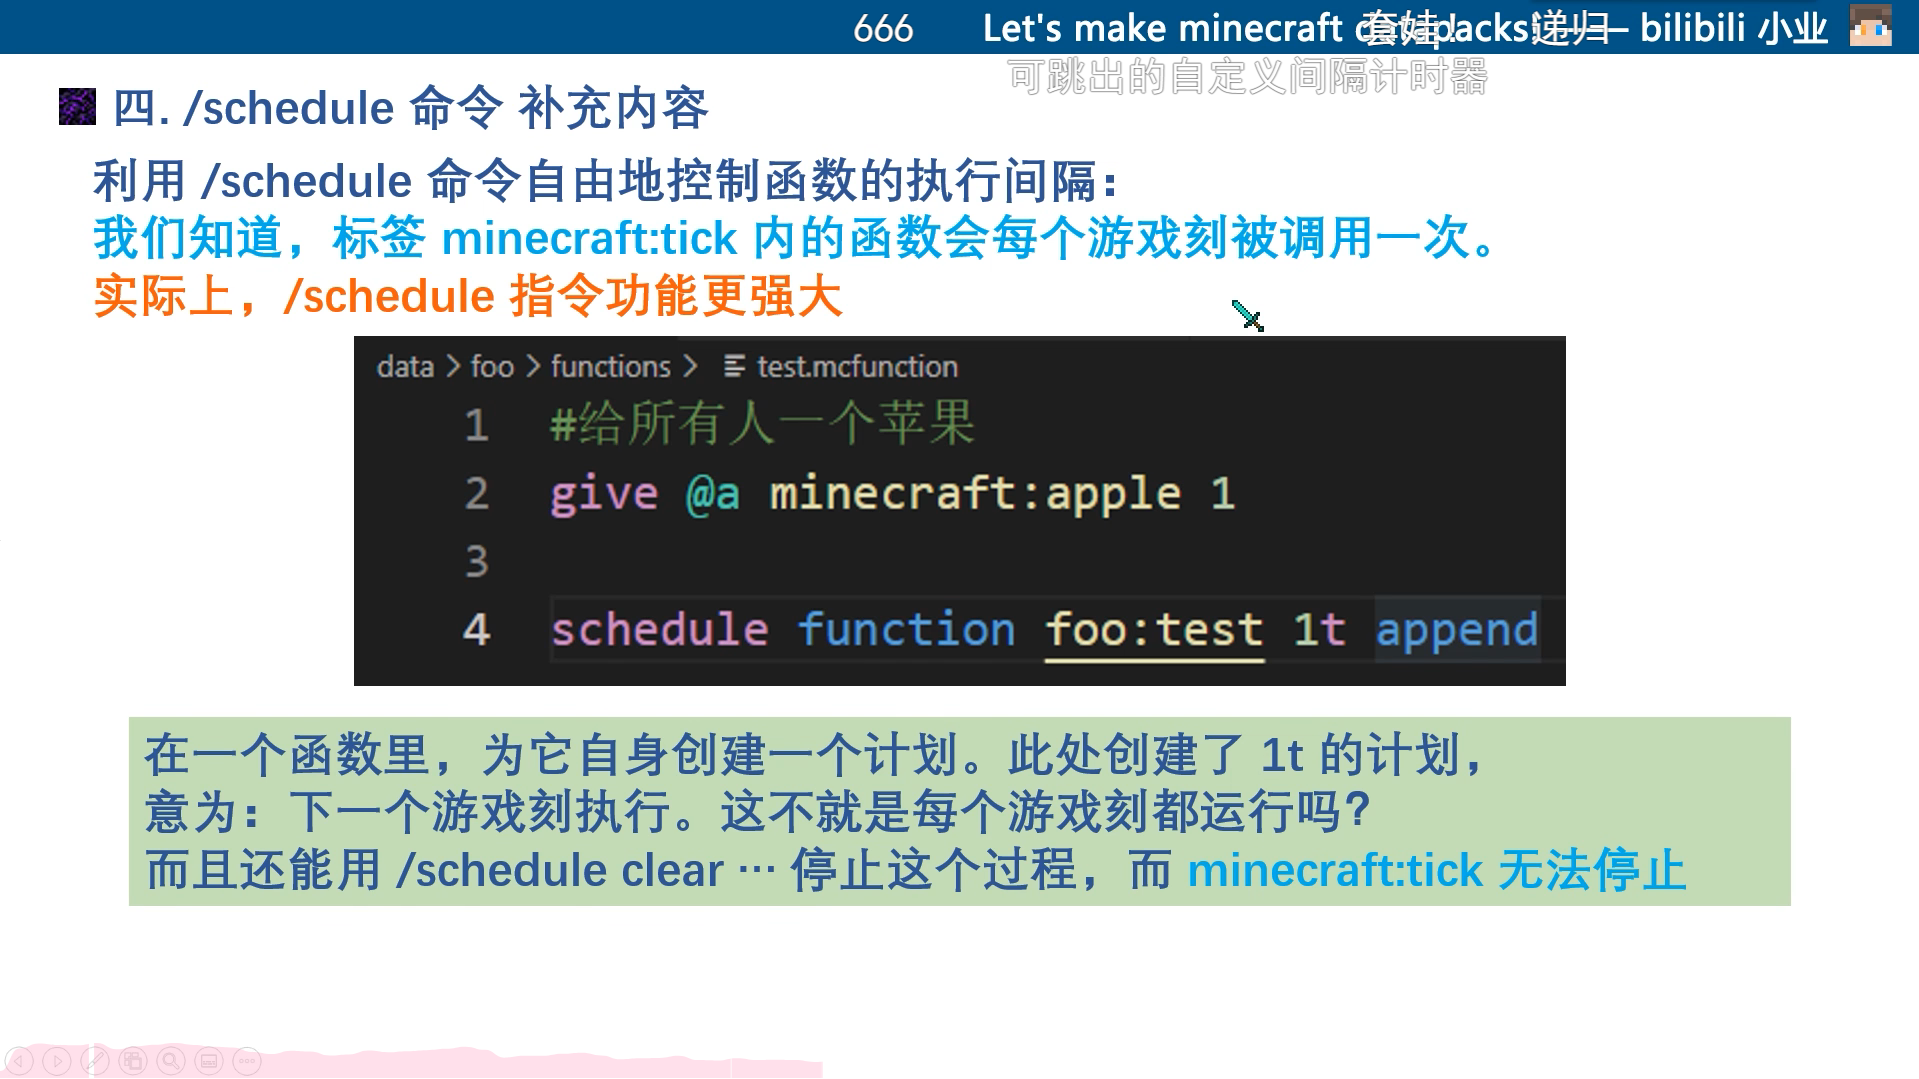 666
Let's make minecraft datapacks! —— bilibili 小业
套娃!
递归
可跳出的自定义间隔计时器
四. /schedule 命令 补充内容
利用 /schedule 命令自由地控制函数的执行间隔：
我们知道，标签 minecraft:tick 内的函数会每个游戏刻被调用一次。
实际上，/schedule 指令功能更强大
data > foo > functions > test.mcfunction
1 #给所有人一个苹果
2 give @a minecraft:apple 1
3
4 schedule function foo:test 1t append
在一个函数里，为它自身创建一个计划。此处创建了 1t 的计划，
意为：下一个游戏刻执行。这不就是每个游戏刻都运行吗？
而且还能用 /schedule clear … 停止这个过程，而 minecraft:tick 无法停止